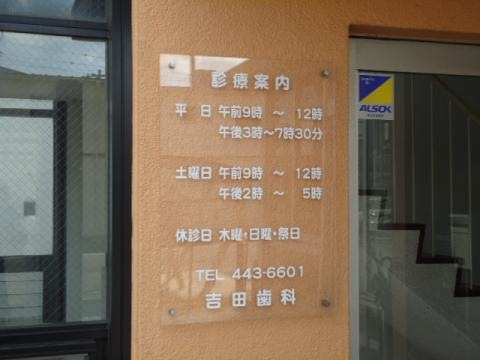 診療案内
平 日 午前9時 ～ 12時
午後3時～7時30分
土曜日 午前9時 ～ 12時
午後2時 ～ 5時
休診日 木曜・日曜・祭日
TEL 443-6601
吉田歯科
ALSOK